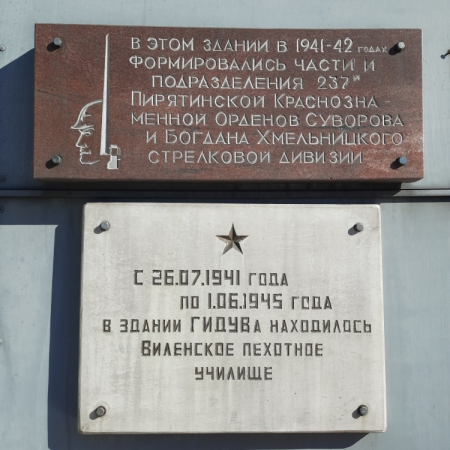 В ЭТОМ ЗДАНИИ В 1941-42 ГОДАХ
ФОРМИРОВАЛИСЬ ЧАСТИ И
ПОДРАЗДЕЛЕНИЯ 237Й
ПИРЯТИНСКОЙ КРАСНОЗНА-
МЕННОЙ ОРДЕНОВ СУВОРОВА
И БОГДАНА ХМЕЛЬНИЦКОГО
СТРЕЛКОВОЙ ДИВИЗИИ
С 26.07.1941 ГОДА
ПО 1.06.1945 ГОДА
В ЗДАНИИ ГИДУВА НАХОДИЛОСЬ
ВИЛЕНСКОЕ ПЕХОТНОЕ
УЧИЛИЩЕ